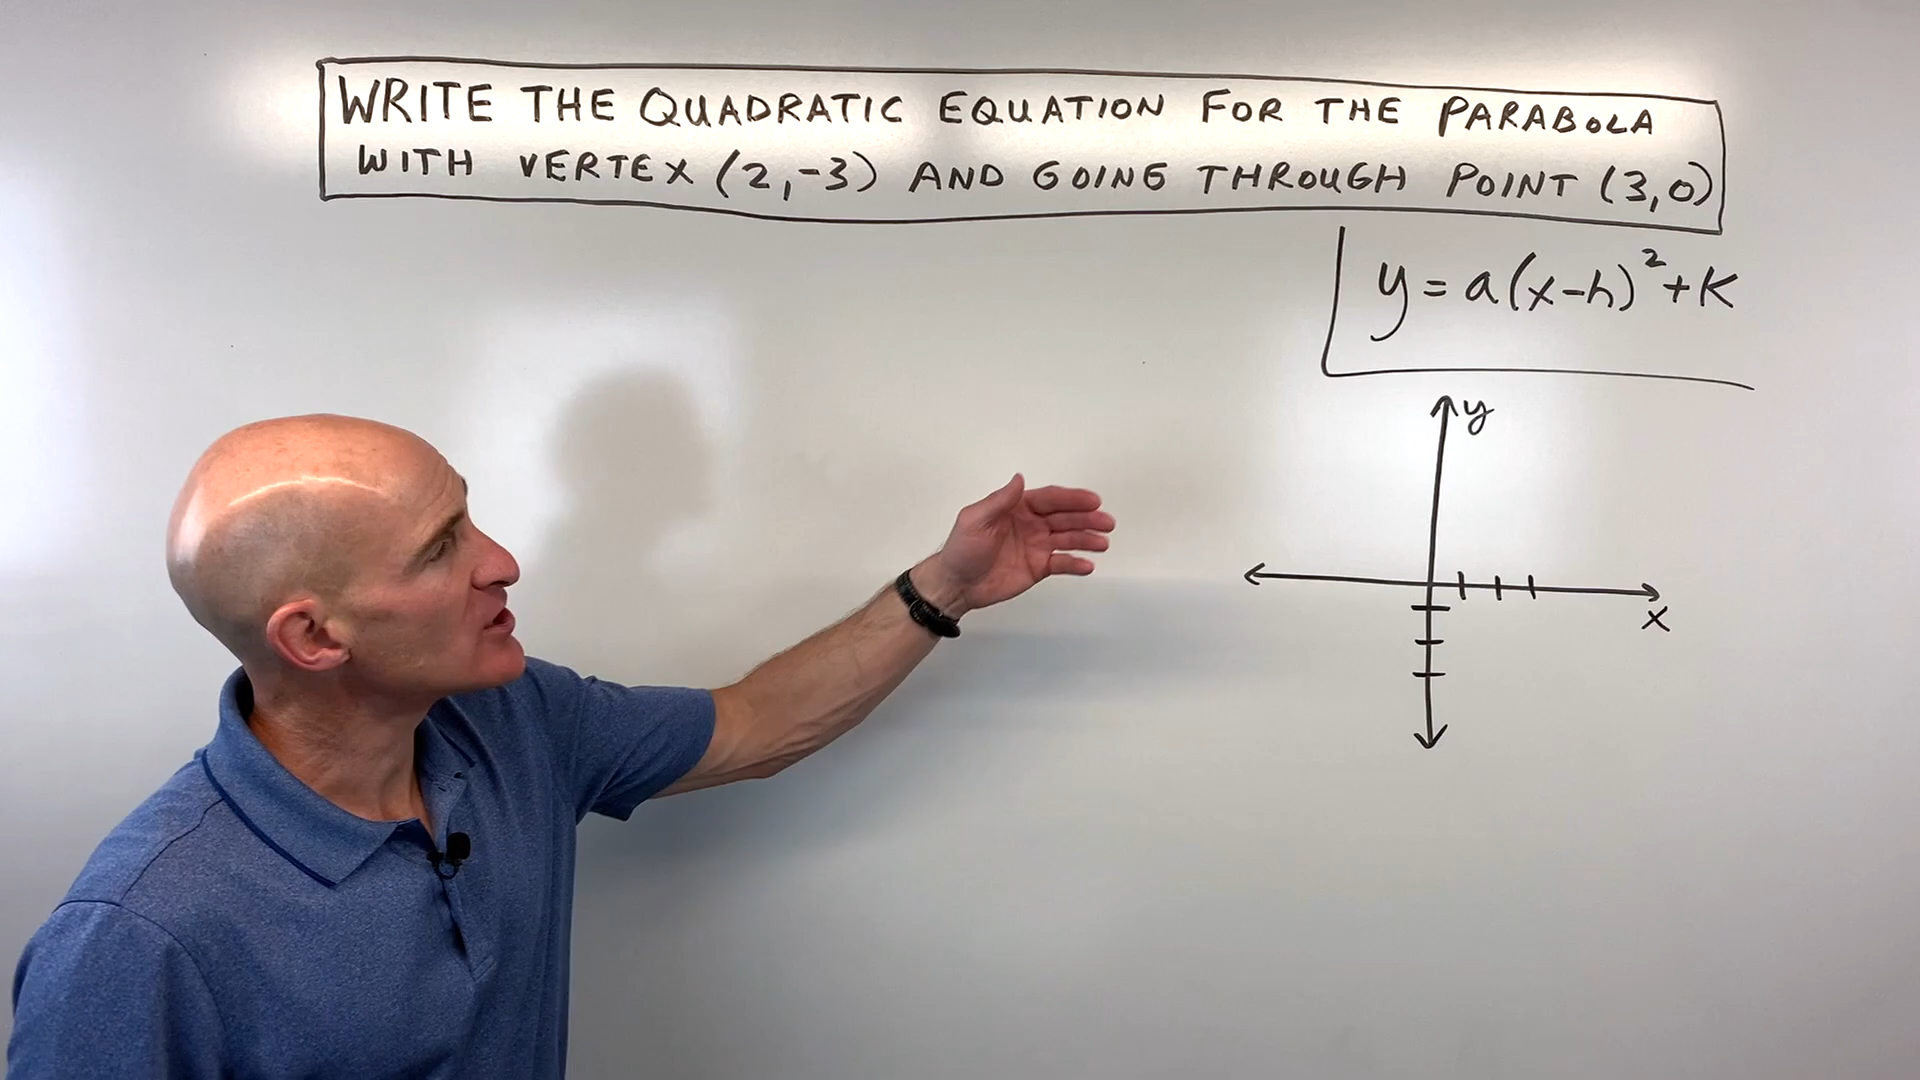 WRITE THE QUADRATIC EQUATION FOR THE PARABOLA
WITH VERTEX (2,-3) AND GOING THROUGH POINT (3,0)
y = a(x-h)² + k
y
x